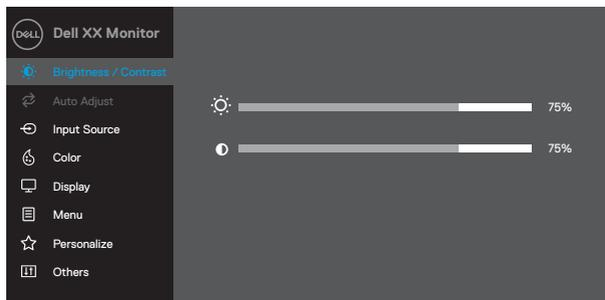 DELL
Dell XX Monitor
Brightness / Contrast
Auto Adjust
Input Source
Color
Display
Menu
Personalize
Others
75%
75%